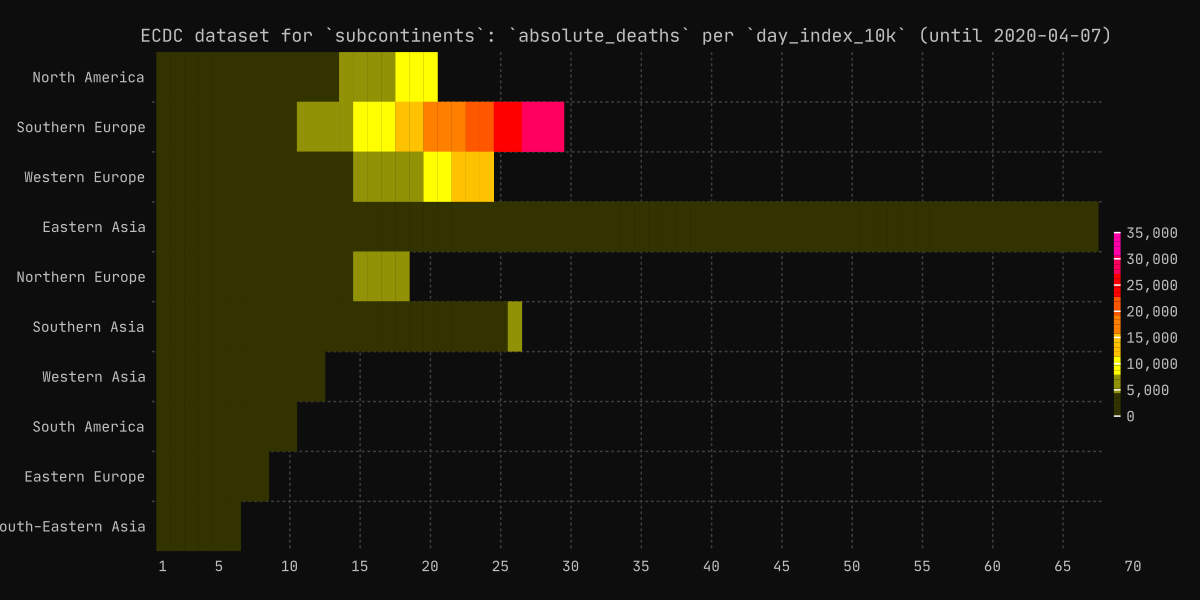 ECDC dataset for `subcontinents`: `absolute_deaths` per `day_index_10k` (until 2020-04-07)
North America
Southern Europe
Western Europe
Eastern Asia
Northern Europe
Southern Asia
Western Asia
South America
Eastern Europe
outh-Eastern Asia
35,000
30,000
25,000
20,000
15,000
10,000
5,000
0
1 5 10 15 20 25 30 35 40 45 50 55 60 65 70